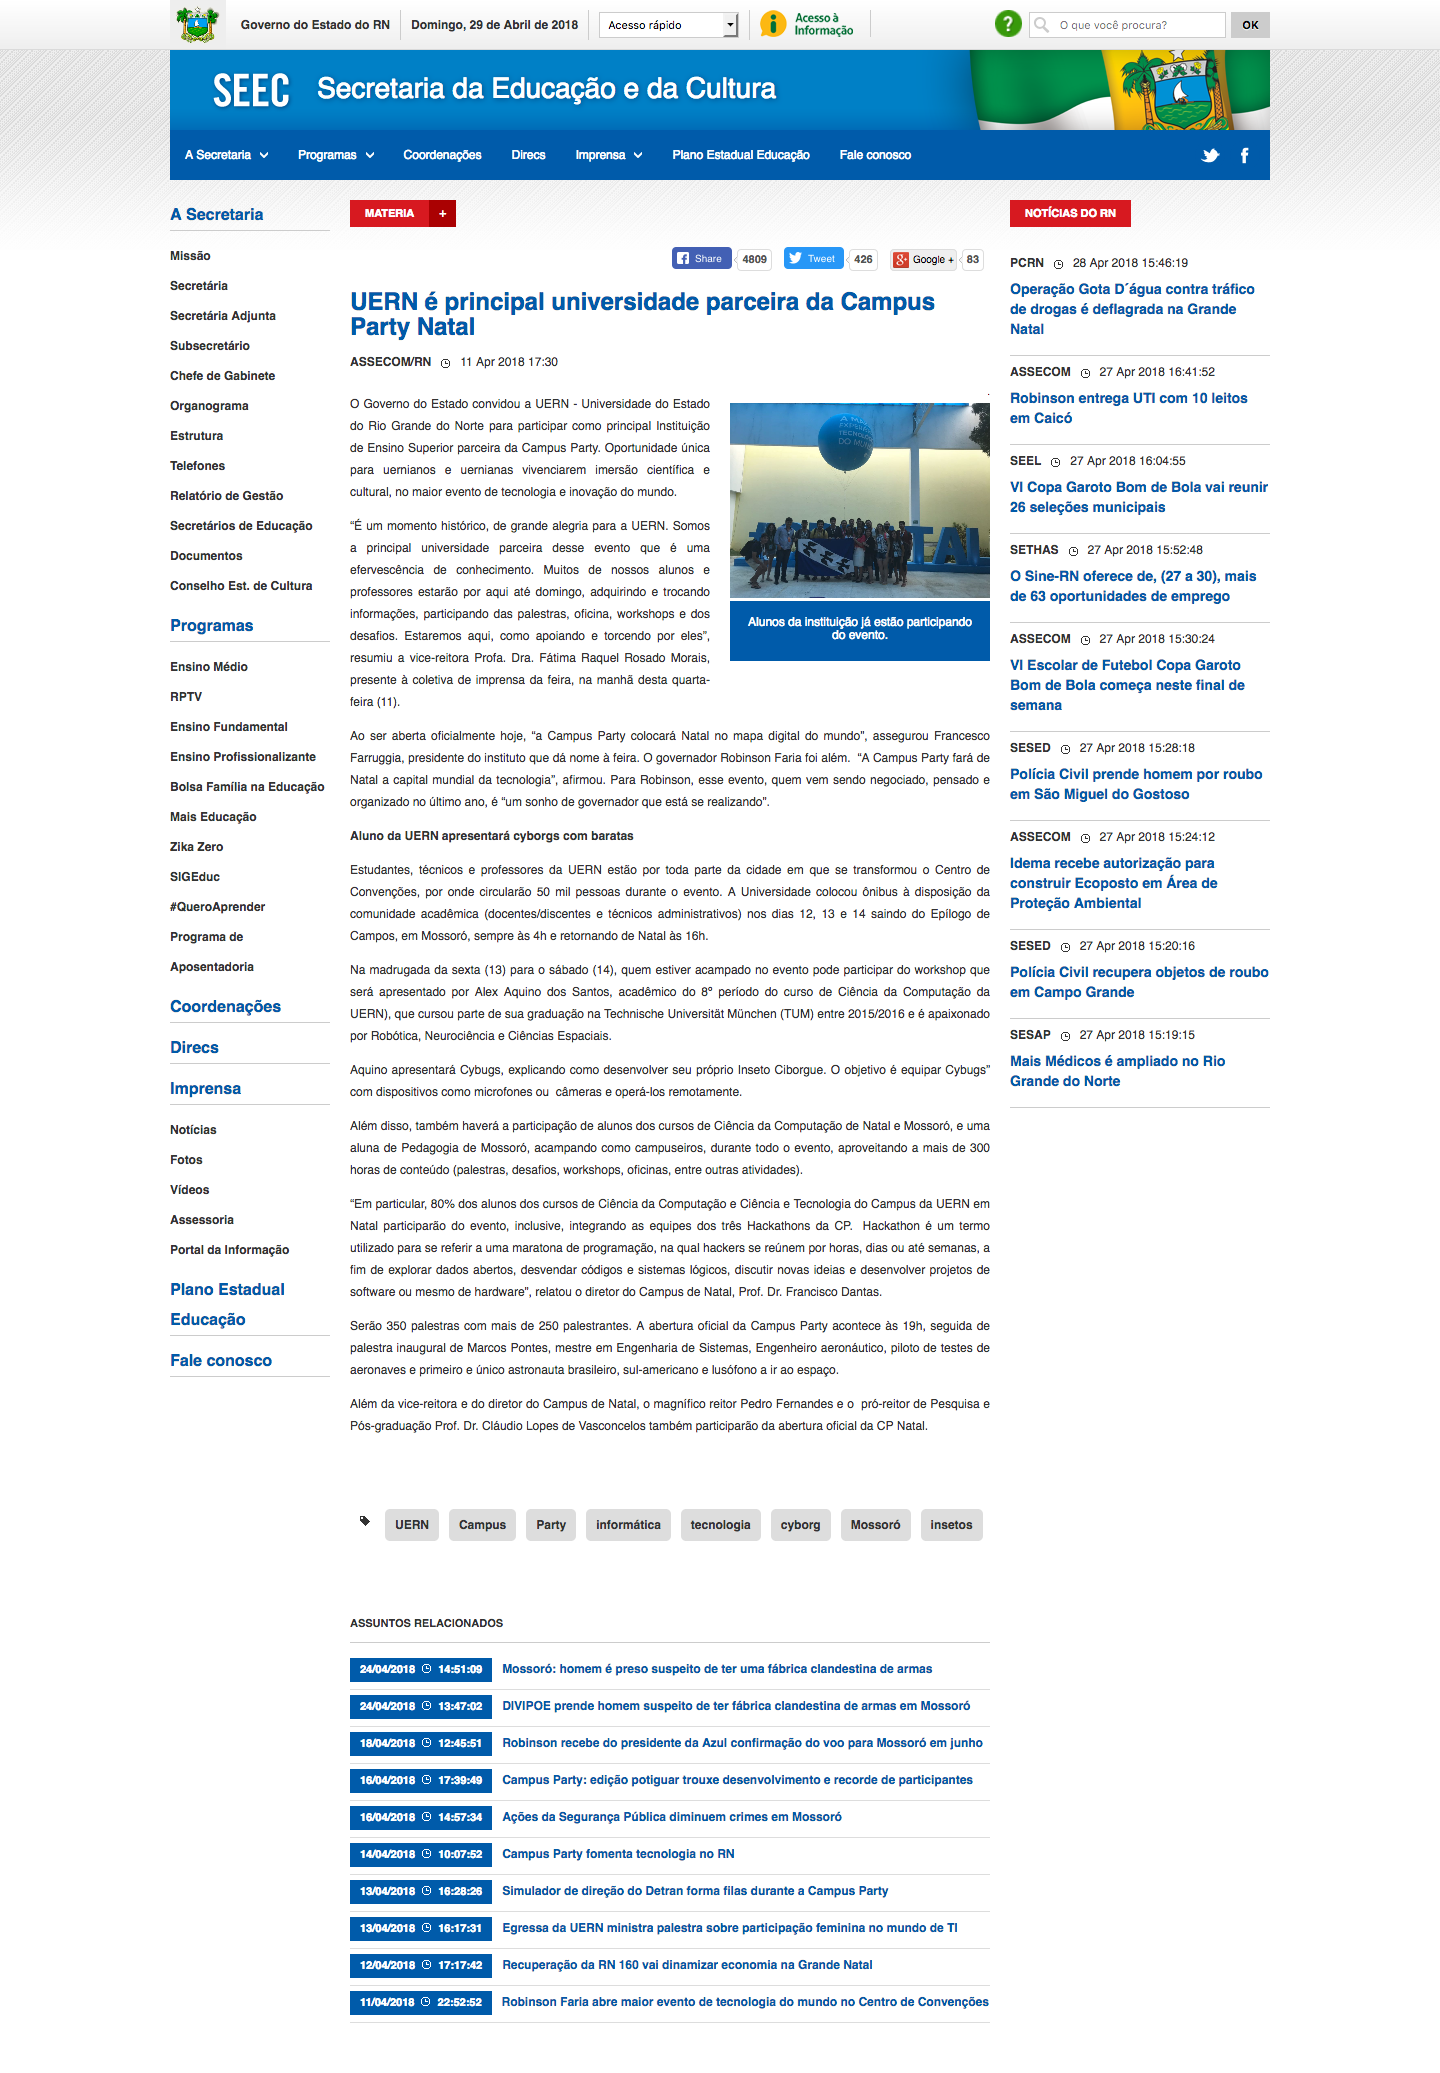 Governo do Estado do RN
Domingo, 29 de Abril de 2018
Acesso rápido
Acesso à
Informação
?
O que você procura?
OK
SEEC
Secretaria da Educação e da Cultura
A Secretaria
Programas
Coordenações
Direcs
Imprensa
Plano Estadual Educação
Fale conosco
A Secretaria
Missão
Secretária
Secretária Adjunta
Subsecretário
Chefe de Gabinete
Organograma
Estrutura
Telefones
Relatório de Gestão
Secretários de Educação
Documentos
Conselho Est. de Cultura
Programas
Ensino Médio
RPTV
Ensino Fundamental
Ensino Profissionalizante
Bolsa Família na Educação
Mais Educação
Zika Zero
SIGEduc
#QueroAprender
Programa de
Aposentadoria
Coordenações
Direcs
Imprensa
Notícias
Fotos
Vídeos
Assessoria
Portal da Informação
Plano Estadual
Educação
Fale conosco
MATERIA +
Share 4809
Tweet 426
Google + 83
UERN é principal universidade parceira da Campus
Party Natal
ASSECOM/RN 11 Apr 2018 17:30
O Governo do Estado convidou a UERN - Universidade do Estado
do Rio Grande do Norte para participar como principal Instituição
de Ensino Superior parceira da Campus Party. Oportunidade única
para uernianos e uernianas vivenciarem imersão científica e
cultural, no maior evento de tecnologia e inovação do mundo.
“É um momento histórico, de grande alegria para a UERN. Somos
a principal universidade parceira desse evento que é uma
efervescência de conhecimento. Muitos de nossos alunos e
professores estarão por aqui até domingo, adquirindo e trocando
informações, participando das palestras, oficina, workshops e dos
desafios. Estaremos aqui, como apoiando e torcendo por eles”,
resumiu a vice-reitora Profa. Dra. Fátima Raquel Rosado Morais,
presente à coletiva de imprensa da feira, na manhã desta quarta-
feira (11).
Alunos da instituição já estão participando
do evento.
Ao ser aberta oficialmente hoje, “a Campus Party colocará Natal no mapa digital do mundo”, assegurou Francesco
Farruggia, presidente do instituto que dá nome à feira. O governador Robinson Faria foi além. “A Campus Party fará de
Natal a capital mundial da tecnologia”, afirmou. Para Robinson, esse evento, quem vem sendo negociado, pensado e
organizado no último ano, é “um sonho de governador que está se realizando”.
Aluno da UERN apresentará cyborgs com baratas
Estudantes, técnicos e professores da UERN estão por toda parte da cidade em que se transformou o Centro de
Convenções, por onde circularão 50 mil pessoas durante o evento. A Universidade colocou ônibus à disposição da
comunidade acadêmica (docentes/discentes e técnicos administrativos) nos dias 12, 13 e 14 saindo do Epílogo de
Campos, em Mossoró, sempre às 4h e retornando de Natal às 16h.
Na madrugada da sexta (13) para o sábado (14), quem estiver acampado no evento pode participar do workshop que
será apresentado por Alex Aquino dos Santos, acadêmico do 8º período do curso de Ciência da Computação da
UERN), que cursou parte de sua graduação na Technische Universität München (TUM) entre 2015/2016 e é apaixonado
por Robótica, Neurociência e Ciências Espaciais.
Aquino apresentará Cybugs, explicando como desenvolver seu próprio Inseto Ciborgue. O objetivo é equipar Cybugs”
com dispositivos como microfones ou câmeras e operá-los remotamente.
Além disso, também haverá a participação de alunos dos cursos de Ciência da Computação de Natal e Mossoró, e uma
aluna de Pedagogia de Mossoró, acampando como campuseiros, durante todo o evento, aproveitando a mais de 300
horas de conteúdo (palestras, desafios, workshops, oficinas, entre outras atividades).
“Em particular, 80% dos alunos dos cursos de Ciência da Computação e Ciência e Tecnologia do Campus da UERN em
Natal participarão do evento, inclusive, integrando as equipes dos três Hackathons da CP. Hackathon é um termo
utilizado para se referir a uma maratona de programação, na qual hackers se reúnem por horas, dias ou até semanas, a
fim de explorar dados abertos, desvendar códigos e sistemas lógicos, discutir novas ideias e desenvolver projetos de
software ou mesmo de hardware”, relatou o diretor do Campus de Natal, Prof. Dr. Francisco Dantas.
Serão 350 palestras com mais de 250 palestrantes. A abertura oficial da Campus Party acontece às 19h, seguida de
palestra inaugural de Marcos Pontes, mestre em Engenharia de Sistemas, Engenheiro aeronáutico, piloto de testes de
aeronaves e primeiro e único astronauta brasileiro, sul-americano e lusófono a ir ao espaço.
Além da vice-reitora e do diretor do Campus de Natal, o magnífico reitor Pedro Fernandes e o pró-reitor de Pesquisa e
Pós-graduação Prof. Dr. Cláudio Lopes de Vasconcelos também participarão da abertura oficial da CP Natal.
UERN Campus Party informática tecnologia cyborg Mossoró insetos
ASSUNTOS RELACIONADOS
24/04/2018 14:51:09 Mossoró: homem é preso suspeito de ter uma fábrica clandestina de armas
24/04/2018 13:47:02 DIVIPOE prende homem suspeito de ter fábrica clandestina de armas em Mossoró
18/04/2018 12:45:51 Robinson recebe do presidente da Azul confirmação do voo para Mossoró em junho
16/04/2018 17:39:49 Campus Party: edição potiguar trouxe desenvolvimento e recorde de participantes
16/04/2018 14:57:34 Ações da Segurança Pública diminuem crimes em Mossoró
14/04/2018 10:07:52 Campus Party fomenta tecnologia no RN
13/04/2018 16:28:26 Simulador de direção do Detran forma filas durante a Campus Party
13/04/2018 16:17:31 Egressa da UERN ministra palestra sobre participação feminina no mundo de TI
12/04/2018 17:17:42 Recuperação da RN 160 vai dinamizar economia na Grande Natal
11/04/2018 22:52:52 Robinson Faria abre maior evento de tecnologia do mundo no Centro de Convenções
NOTÍCIAS DO RN
PCRN 28 Apr 2018 15:46:19
Operação Gota D´água contra tráfico
de drogas é deflagrada na Grande
Natal
ASSECOM 27 Apr 2018 16:41:52
Robinson entrega UTI com 10 leitos
em Caicó
SEEL 27 Apr 2018 16:04:55
VI Copa Garoto Bom de Bola vai reunir
26 seleções municipais
SETHAS 27 Apr 2018 15:52:48
O Sine-RN oferece de, (27 a 30), mais
de 63 oportunidades de emprego
ASSECOM 27 Apr 2018 15:30:24
VI Escolar de Futebol Copa Garoto
Bom de Bola começa neste final de
semana
SESED 27 Apr 2018 15:28:18
Polícia Civil prende homem por roubo
em São Miguel do Gostoso
ASSECOM 27 Apr 2018 15:24:12
Idema recebe autorização para
construir Ecoposto em Área de
Proteção Ambiental
SESED 27 Apr 2018 15:20:16
Polícia Civil recupera objetos de roubo
em Campo Grande
SESAP 27 Apr 2018 15:19:15
Mais Médicos é ampliado no Rio
Grande do Norte